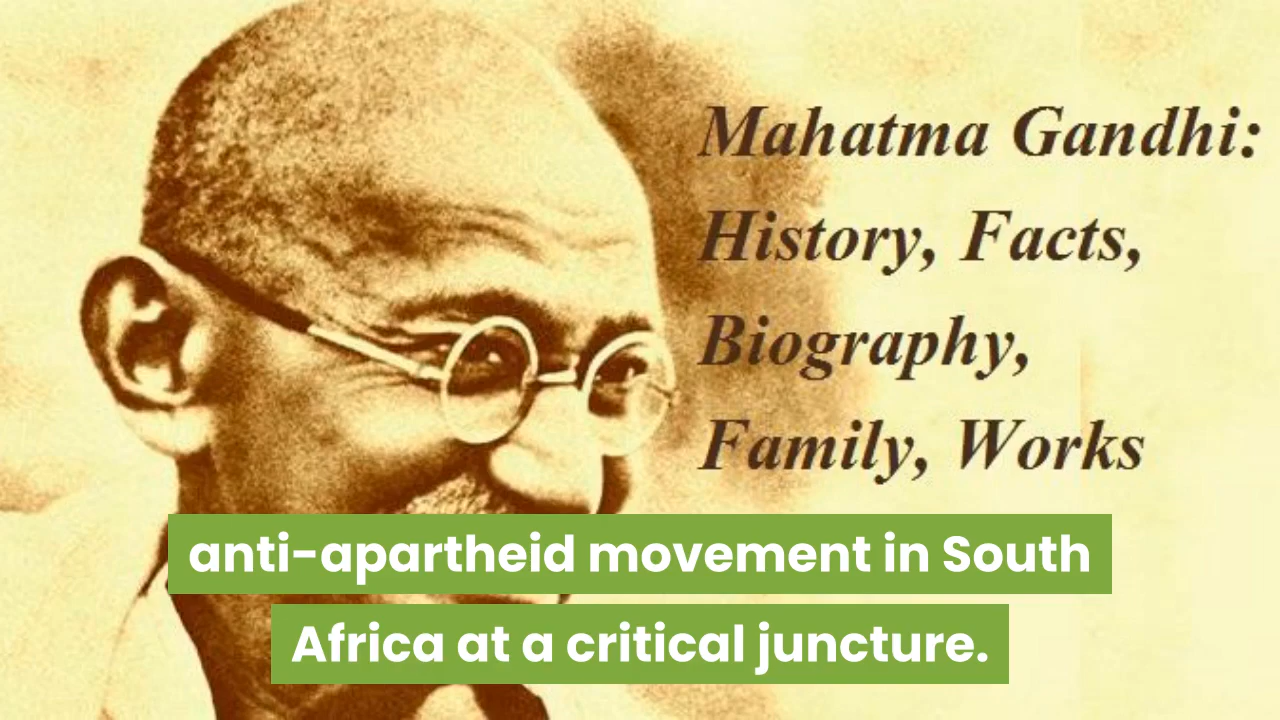 Mahatma Gandhi:
History, Facts,
Biography,
Family, Works
anti-apartheid movement in South
Africa at a critical juncture.